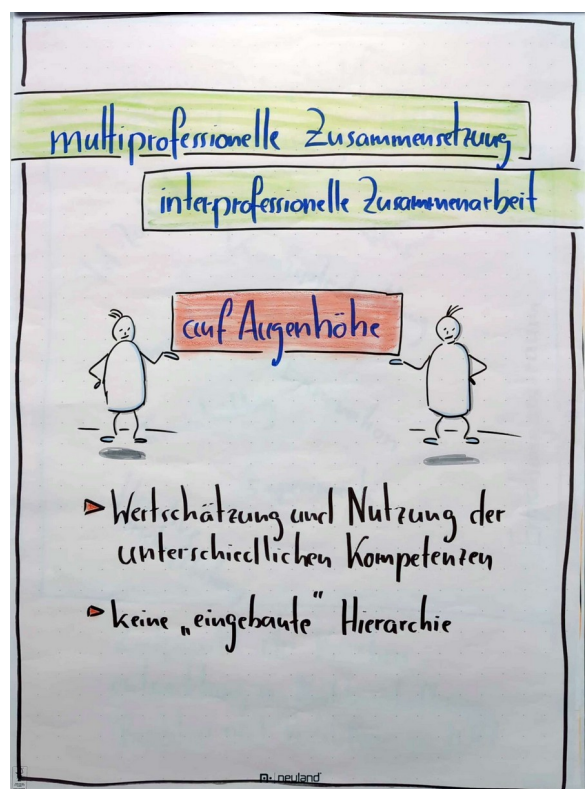 multiprofessionelle Zusammensetzung
interprofessionelle Zusammenarbeit
auf Augenhöhe
Wertschätzung und Nutzung der
unterschiedlichen Kompetenzen
keine „eingebaute" Hierarchie
neuland